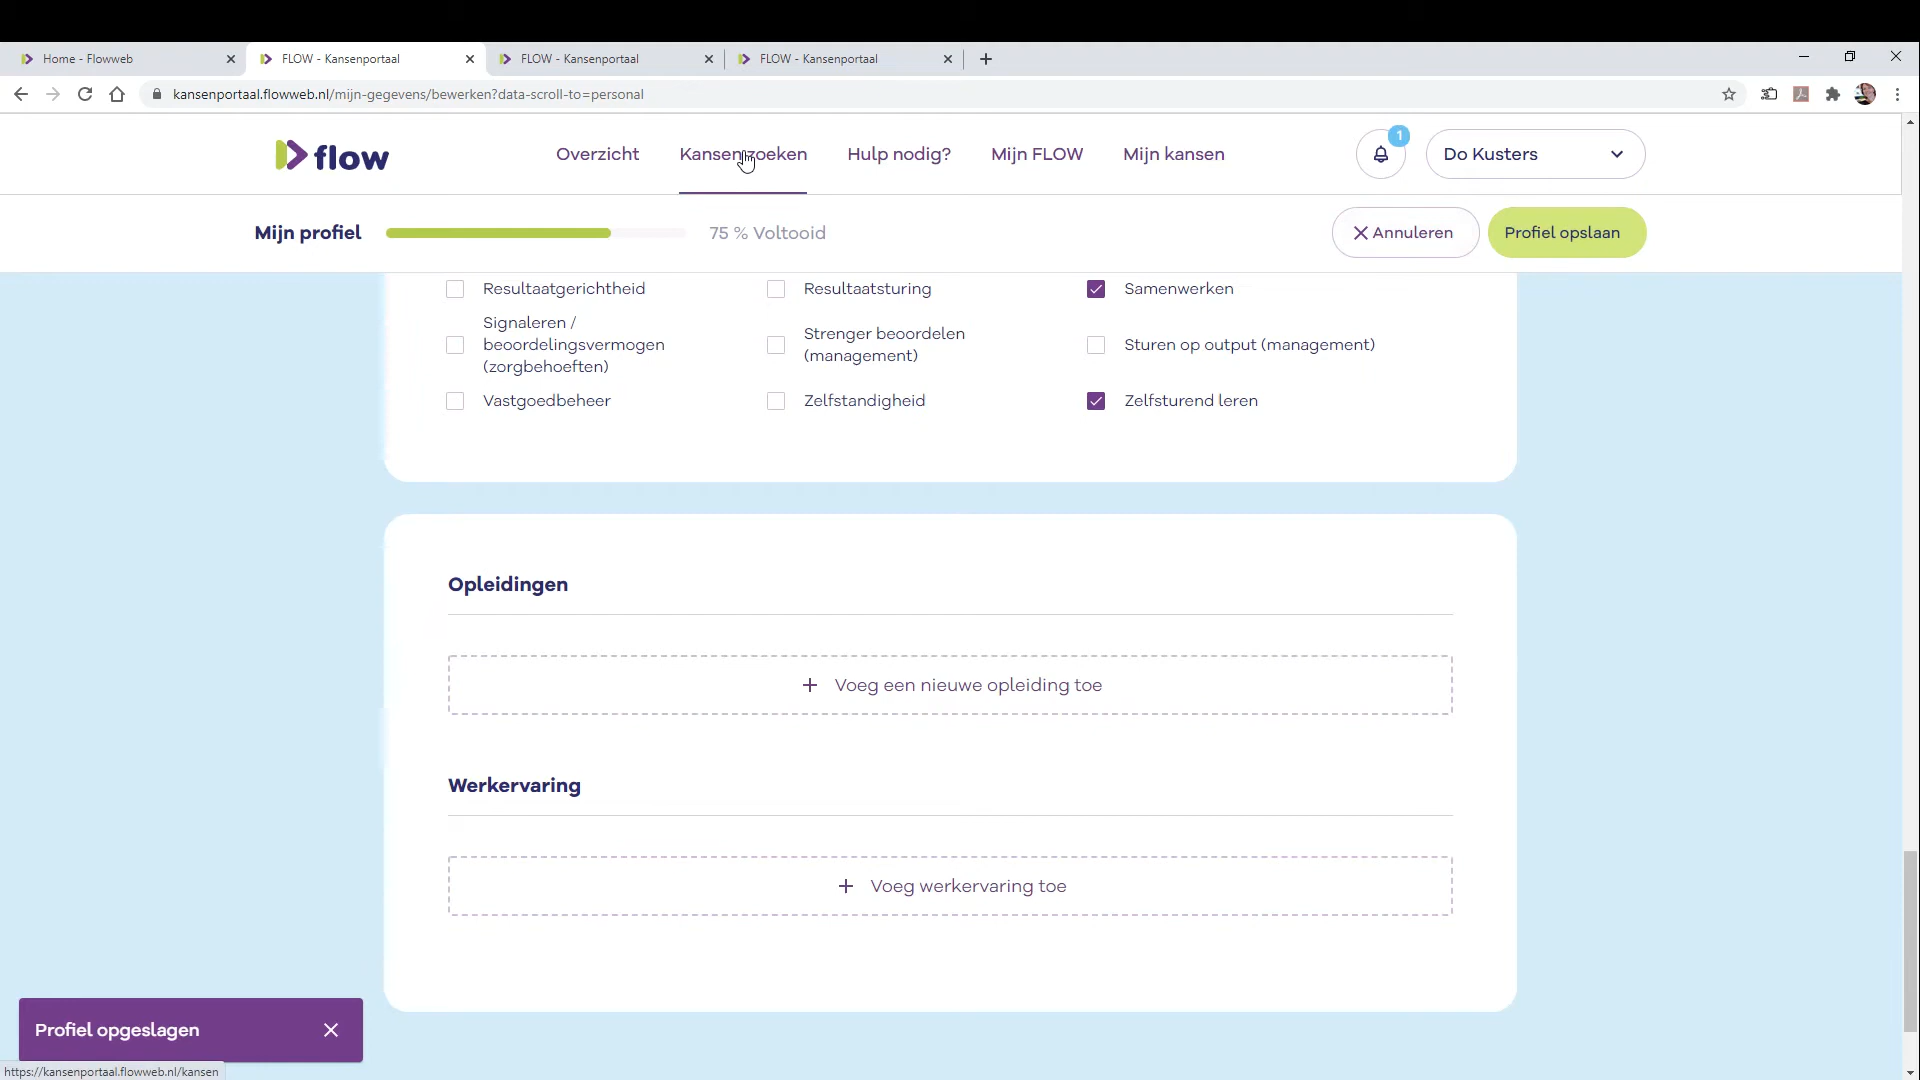 Home - Flowweb
FLOW - Kansenportaal
FLOW - Kansenportaal
FLOW - Kansenportaal
kansenportaal.flowweb.nl/mijn-gegevens/bewerken?data-scroll-to=personal
flow
Overzicht
Kansen zoeken
Hulp nodig?
Mijn FLOW
Mijn kansen
1
Do Kusters
Mijn profiel
75 % Voltooid
Annuleren
Profiel opslaan
Resultaatgerichtheid
Resultaatsturing
Samenwerken
Signaleren /
beoordelingsvermogen
(zorgbehoeften)
Strenger beoordelen
(management)
Sturen op output (management)
Vastgoedbeheer
Zelfstandigheid
Zelfsturend leren
Opleidingen
+ Voeg een nieuwe opleiding toe
Werkervaring
+ Voeg werkervaring toe
Profiel opgeslagen
https://kansenportaal.flowweb.nl/kansen